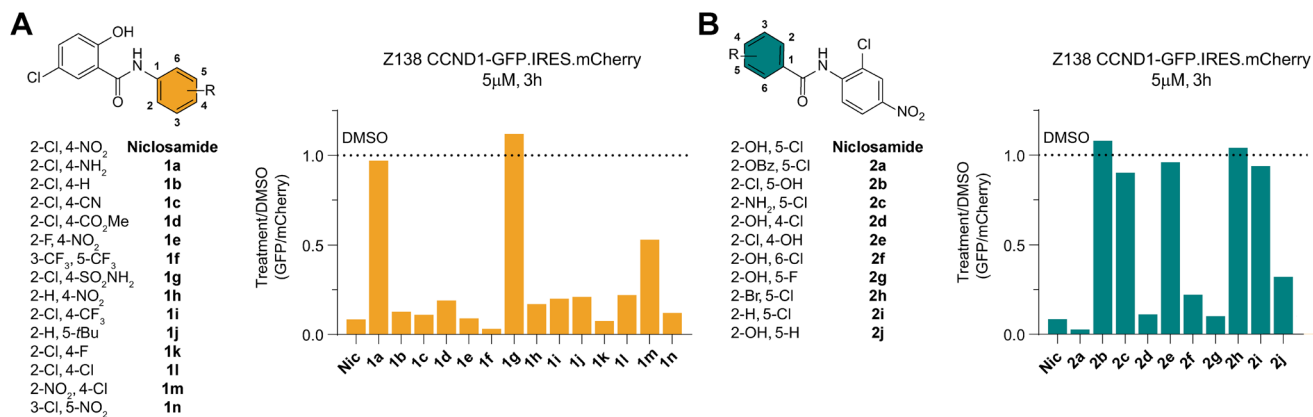 A
OH
Cl
O
H
N
1
2
3
4
5
6
R
2-Cl, 4-NO₂ Niclosamide
2-Cl, 4-NH₂ 1a
2-Cl, 4-H 1b
2-Cl, 4-CN 1c
2-Cl, 4-CO₂Me 1d
2-F, 4-NO₂ 1e
3-CF₃, 5-CF₃ 1f
2-Cl, 4-SO₂NH₂ 1g
2-H, 4-NO₂ 1h
2-Cl, 4-CF₃ 1i
2-H, 5-tBu 1j
2-Cl, 4-F 1k
2-Cl, 4-Cl 1l
2-NO₂, 4-Cl 1m
3-Cl, 5-NO₂ 1n
Z138 CCND1-GFP.IRES.mCherry
5μM, 3h
Treatment/DMSO
(GFP/mCherry)
DMSO
1.0
0.5
0.0
Nic 1a 1b 1c 1d 1e 1f 1g 1h 1i 1j 1k 1l 1m 1n
B
R
1
2
3
4
5
6
O
H
N
Cl
NO₂
2-OH, 5-Cl Niclosamide
2-OBz, 5-Cl 2a
2-Cl, 5-OH 2b
2-NH₂, 5-Cl 2c
2-OH, 4-Cl 2d
2-Cl, 4-OH 2e
2-OH, 6-Cl 2f
2-OH, 5-F 2g
2-Br, 5-Cl 2h
2-H, 5-Cl 2i
2-OH, 5-H 2j
Z138 CCND1-GFP.IRES.mCherry
5μM, 3h
Treatment/DMSO
(GFP/mCherry)
DMSO
1.0
0.5
0.0
Nic 2a 2b 2c 2d 2e 2f 2g 2h 2i 2j